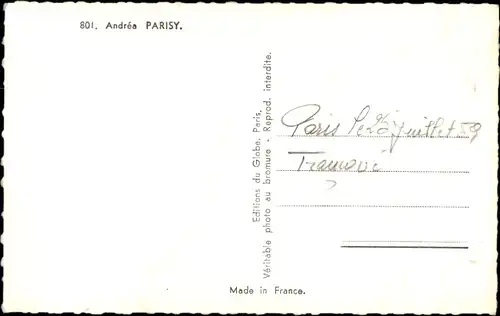 801. Andréa PARISY.
Editions du Globe, Paris.
Véritable photo au bromure - Reprod. interdite.
Paris Le Juillet 59
?
Made in France.